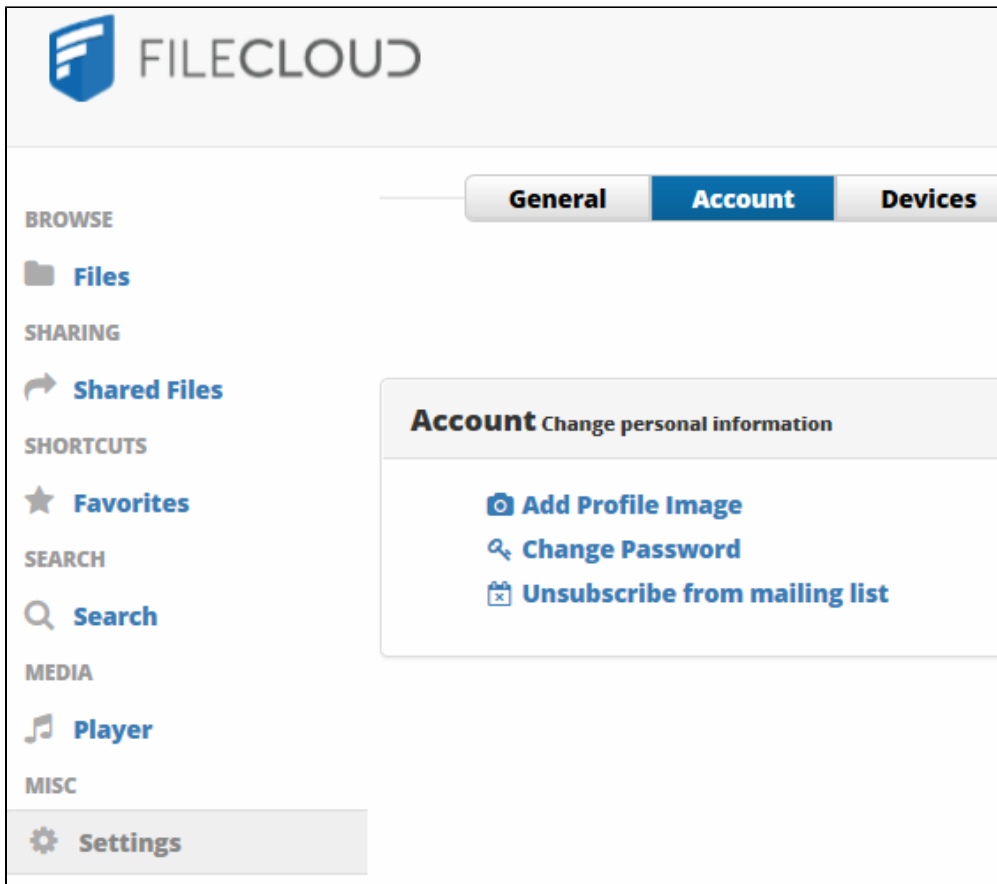 FILECLOUD
General Account Devices
BROWSE
Files
SHARING
Shared Files
SHORTCUTS
Favorites
SEARCH
Search
MEDIA
Player
MISC
Settings
Account Change personal information
Add Profile Image
Change Password
Unsubscribe from mailing list